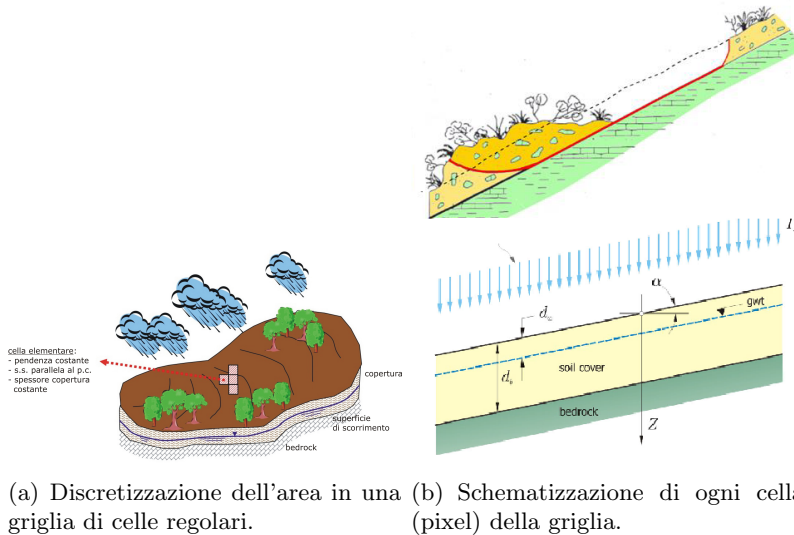 cella elementare:
- pendenza costante
- s.s. parallela al p.c.
- spessore copertura
costante
copertura
superficie
di scorrimento
bedrock
α
gwt
soil cover
bedrock
Z
(a) Discretizzazione dell'area in una
griglia di celle regolari.
(b) Schematizzazione di ogni cella
(pixel) della griglia.